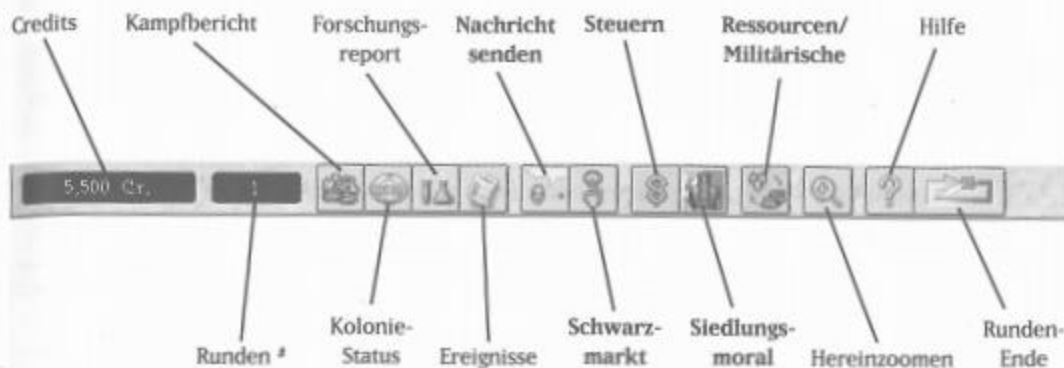 Credits
Kampfbericht
Forschungs-
report
Nachricht
senden
Steuern
Ressourcen/
Militärische
Hilfe
5,500 Cr.
1
Runden #
Kolonie-
Status
Ereignisse
Schwarz-
markt
Siedlungs-
moral
Hereinzoomen
Runden-
Ende